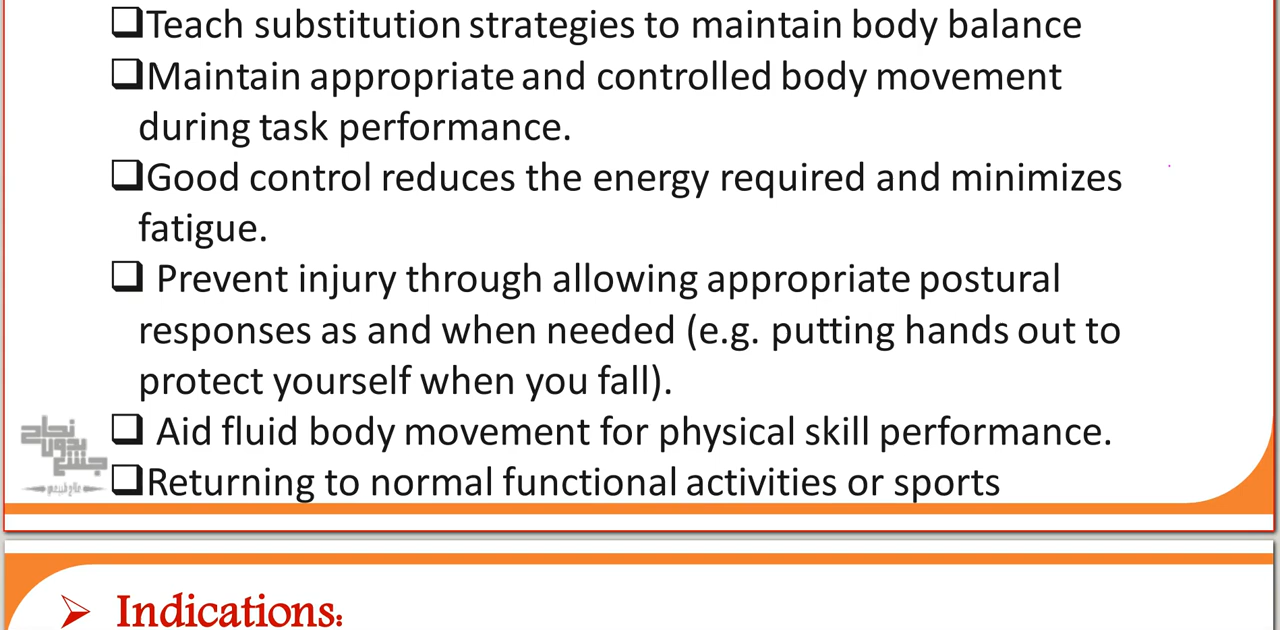 ❑Teach substitution strategies to maintain body balance
❑Maintain appropriate and controlled body movement
during task performance.
❑Good control reduces the energy required and minimizes
fatigue.
❑ Prevent injury through allowing appropriate postural
responses as and when needed (e.g. putting hands out to
protect yourself when you fall).
❑ Aid fluid body movement for physical skill performance.
❑Returning to normal functional activities or sports
➢ Indications: